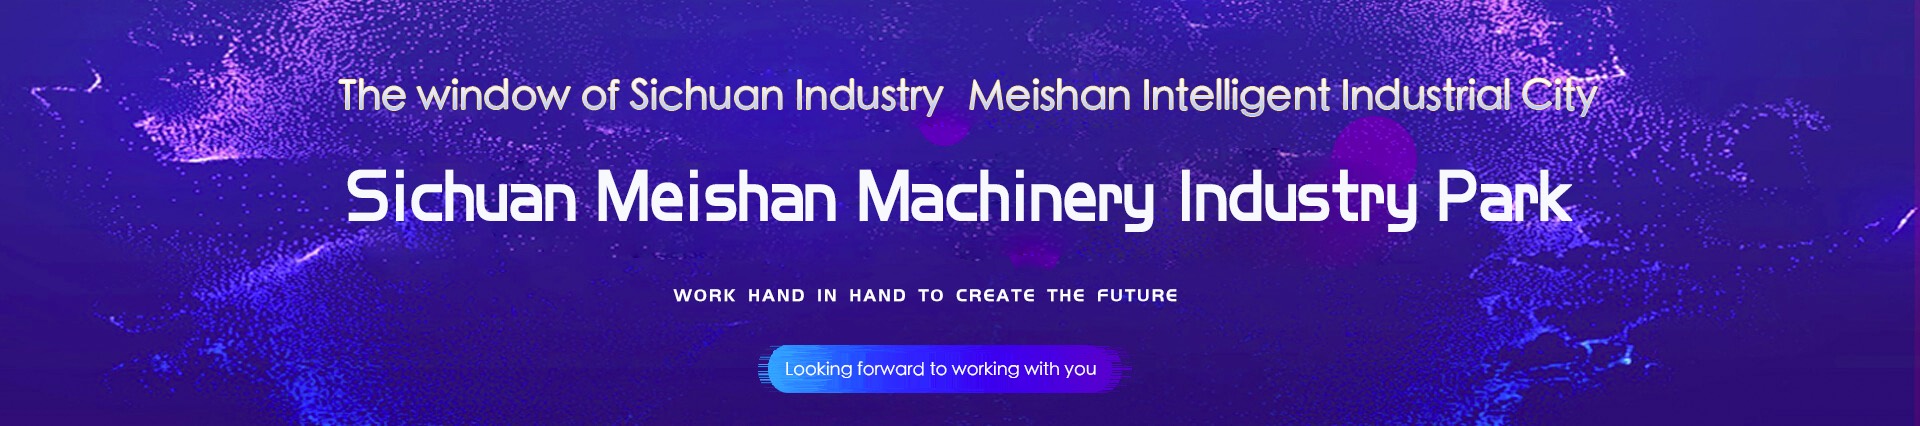 The window of Sichuan Industry Meishan Intelligent Industrial City
Sichuan Meishan Machinery Industry Park
WORK HAND IN HAND TO CREATE THE FUTURE
Looking forward to working with you